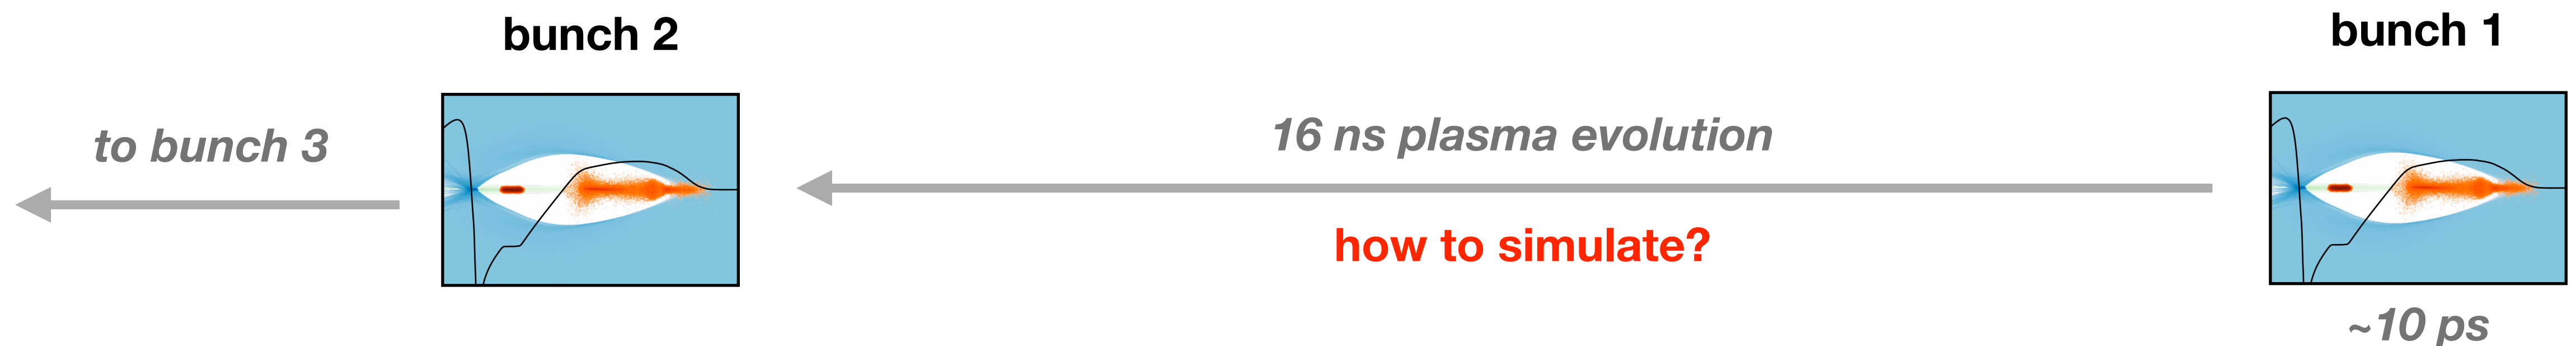 bunch 2
bunch 1
to bunch 3
16 ns plasma evolution
how to simulate?
~10 ps